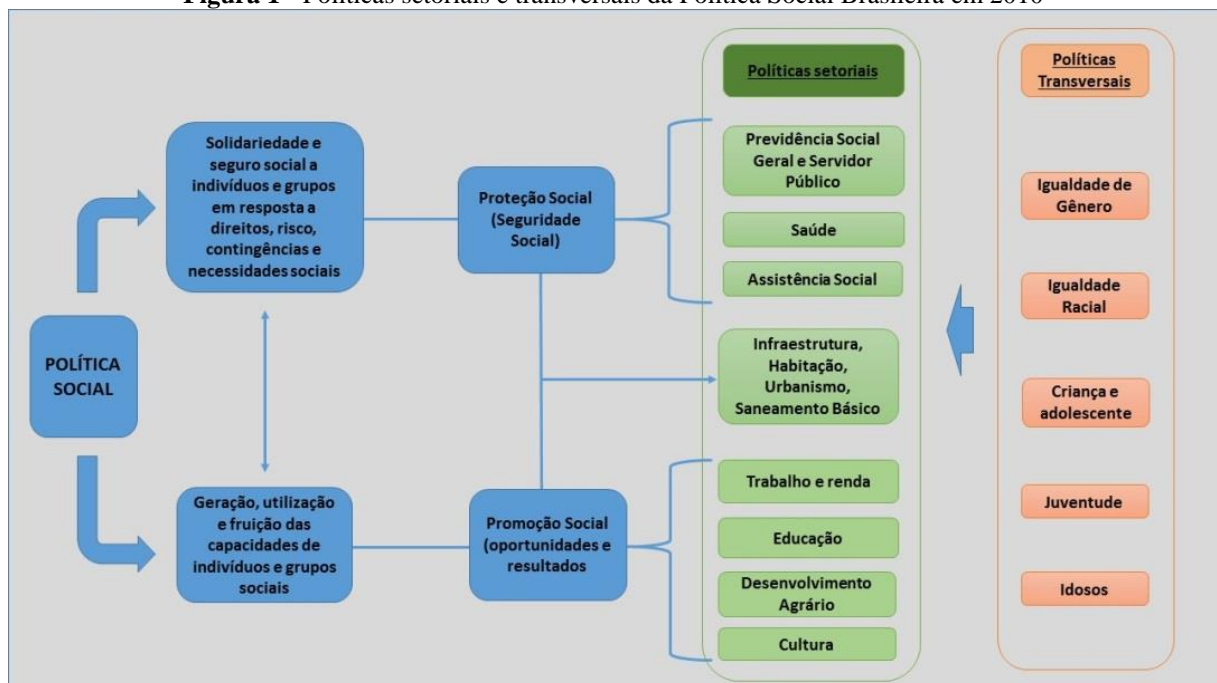 Figura 1 - Políticas setoriais e transversais da Política Social Brasileira em 2010
POLÍTICA
SOCIAL
Solidariedade e
seguro social a
indivíduos e grupos
em resposta a
direitos, risco,
contingências e
necessidades sociais
Geração, utilização
e fruição das
capacidades de
indivíduos e grupos
sociais
Proteção Social
(Seguridade
Social)
Promoção Social
(oportunidades e
resultados
Políticas setoriais
Previdência Social
Geral e Servidor
Público
Saúde
Assistência Social
Infraestrutura,
Habitação,
Urbanismo,
Saneamento Básico
Trabalho e renda
Educação
Desenvolvimento
Agrário
Cultura
Políticas
Transversais
Igualdade de
Gênero
Igualdade
Racial
Criança e
adolescente
Juventude
Idosos